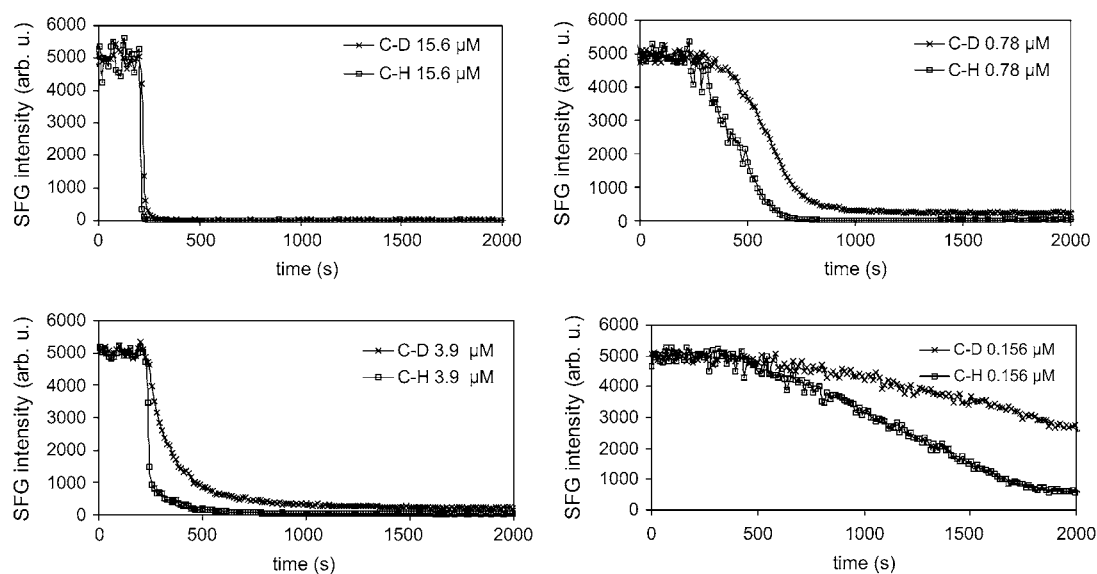 SFG intensity (arb. u.)
6000
5000
4000
3000
2000
1000
0
C-D 15.6 µM
C-H 15.6 µM
0 500 1000 1500 2000
time (s)
SFG intensity (arb. u.)
6000
5000
4000
3000
2000
1000
0
C-D 0.78 µM
C-H 0.78 µM
0 500 1000 1500 2000
time (s)
SFG intensity (arb. u.)
6000
5000
4000
3000
2000
1000
0
C-D 3.9 µM
C-H 3.9 µM
0 500 1000 1500 2000
time (s)
SFG intensity (arb. u.)
6000
5000
4000
3000
2000
1000
0
C-D 0.156 µM
C-H 0.156 µM
0 500 1000 1500 2000
time (s)